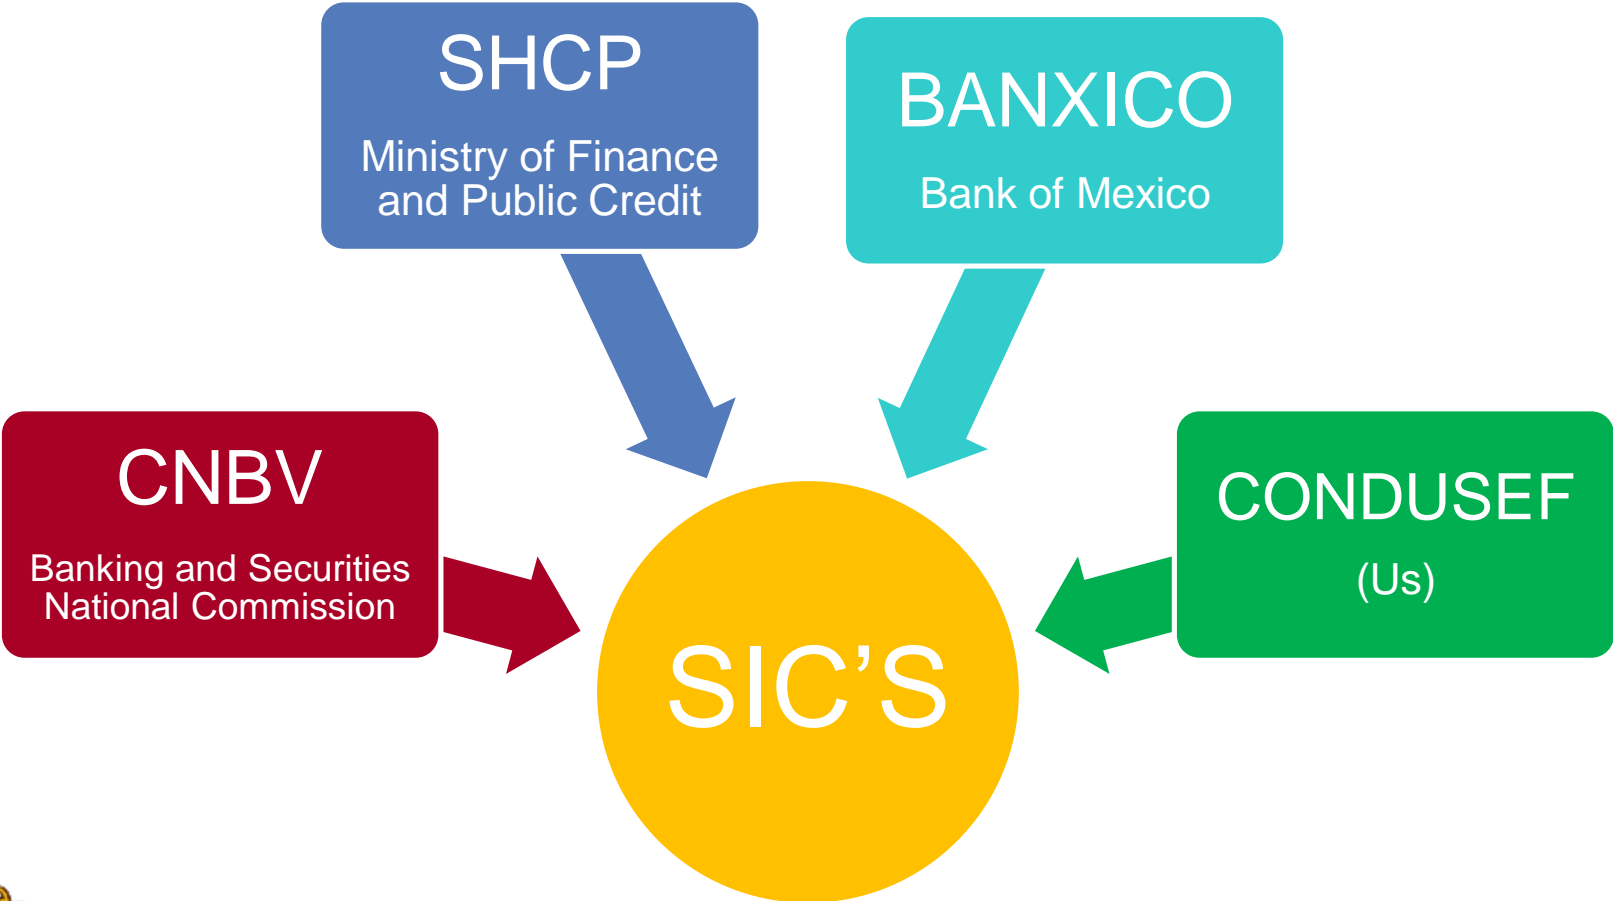 SHCP
Ministry of Finance
and Public Credit
BANXICO
Bank of Mexico
CNBV
Banking and Securities
National Commission
CONDUSEF
(Us)
SIC’S